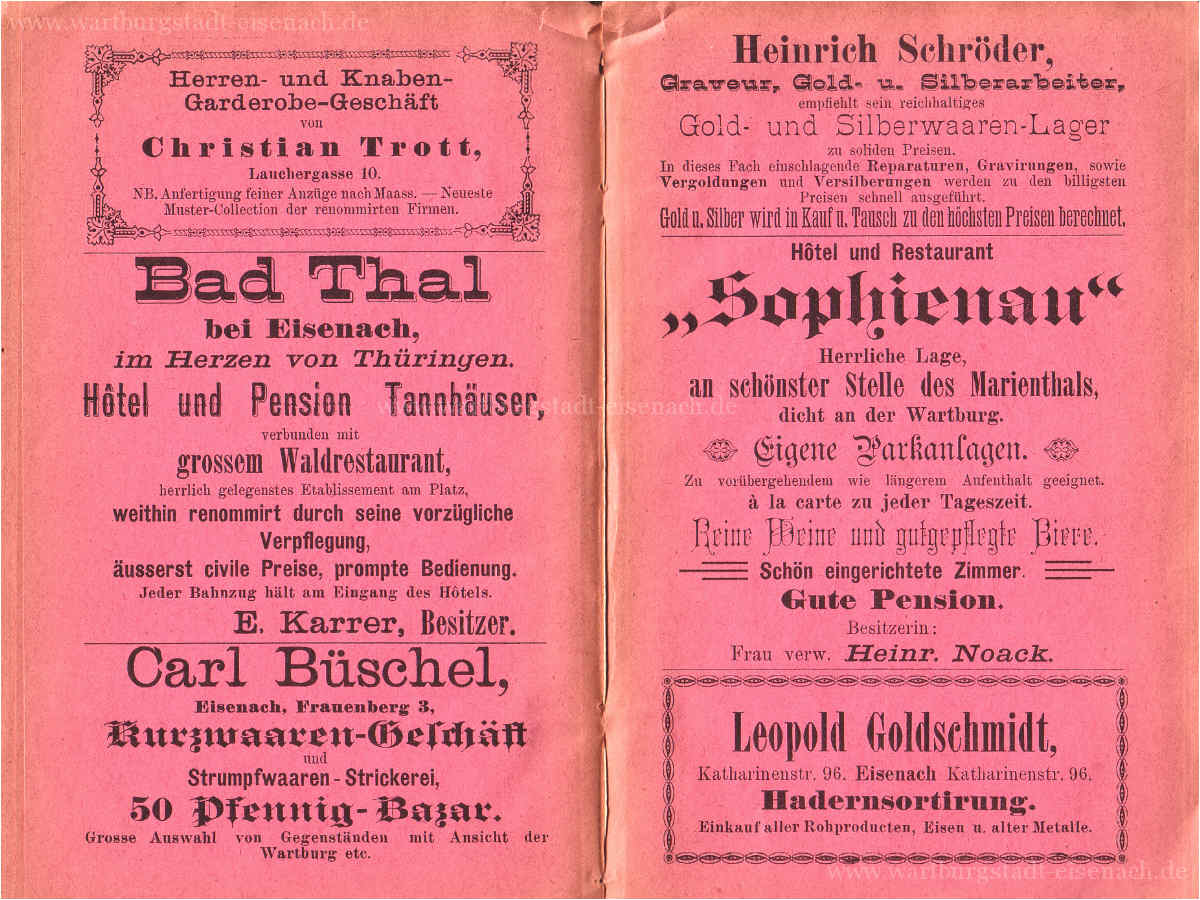 www.wartburgstadt-eisenach.de
Herren- und Knaben-
Garderobe-Geschäft
von
Christian Trott,
Lauchergasse 10.
NB. Anfertigung feiner Anzüge nach Maass. — Neueste
Muster-Collection der renommirten Firmen.
Bad Thal
bei Eisenach,
im Herzen von Thüringen.
Hôtel und Pension Tannhäuser,
verbunden mit
grossem Waldrestaurant,
herrlich gelegenstes Etablissement am Platz,
weithin renommirt durch seine vorzügliche
Verpflegung,
äusserst civile Preise, prompte Bedienung.
Jeder Bahnzug hält am Eingang des Hôtels.
E. Karrer, Besitzer.
Carl Büschel,
Eisenach, Frauenberg 3,
Kurzwaaren-Geschäft
und
Strumpfwaaren-Strickerei,
50 Pfennig-Bazar.
Grosse Auswahl von Gegenständen mit Ansicht der
Wartburg etc.
Heinrich Schröder,
Graveur, Gold- u. Silberarbeiter,
empfiehlt sein reichhaltiges
Gold- und Silberwaaren-Lager
zu soliden Preisen.
In dieses Fach einschlagende Reparaturen, Gravirungen, sowie
Vergoldungen und Versilberungen werden zu den billigsten
Preisen schnell ausgeführt.
Gold u. Silber wird in Kauf u. Tausch zu den höchsten Preisen berechnet.
Hôtel und Restaurant
„Sophienau“
Herrliche Lage,
an schönster Stelle des Marienthals,
dicht an der Wartburg.
Eigene Parkanlagen.
Zu vorübergehendem wie längerem Aufenthalt geeignet.
à la carte zu jeder Tageszeit.
Reine Weine und gutgepflegte Biere.
Schön eingerichtete Zimmer.
Gute Pension.
Besitzerin:
Frau verw. Heinr. Noack.
Leopold Goldschmidt,
Katharinenstr. 96. Eisenach Katharinenstr. 96.
Hadernsortirung.
Einkauf aller Rohproducten, Eisen u. alter Metalle.
www.wartburgstadt-eisenach.de
www.wartburgstadt-eisenach.de